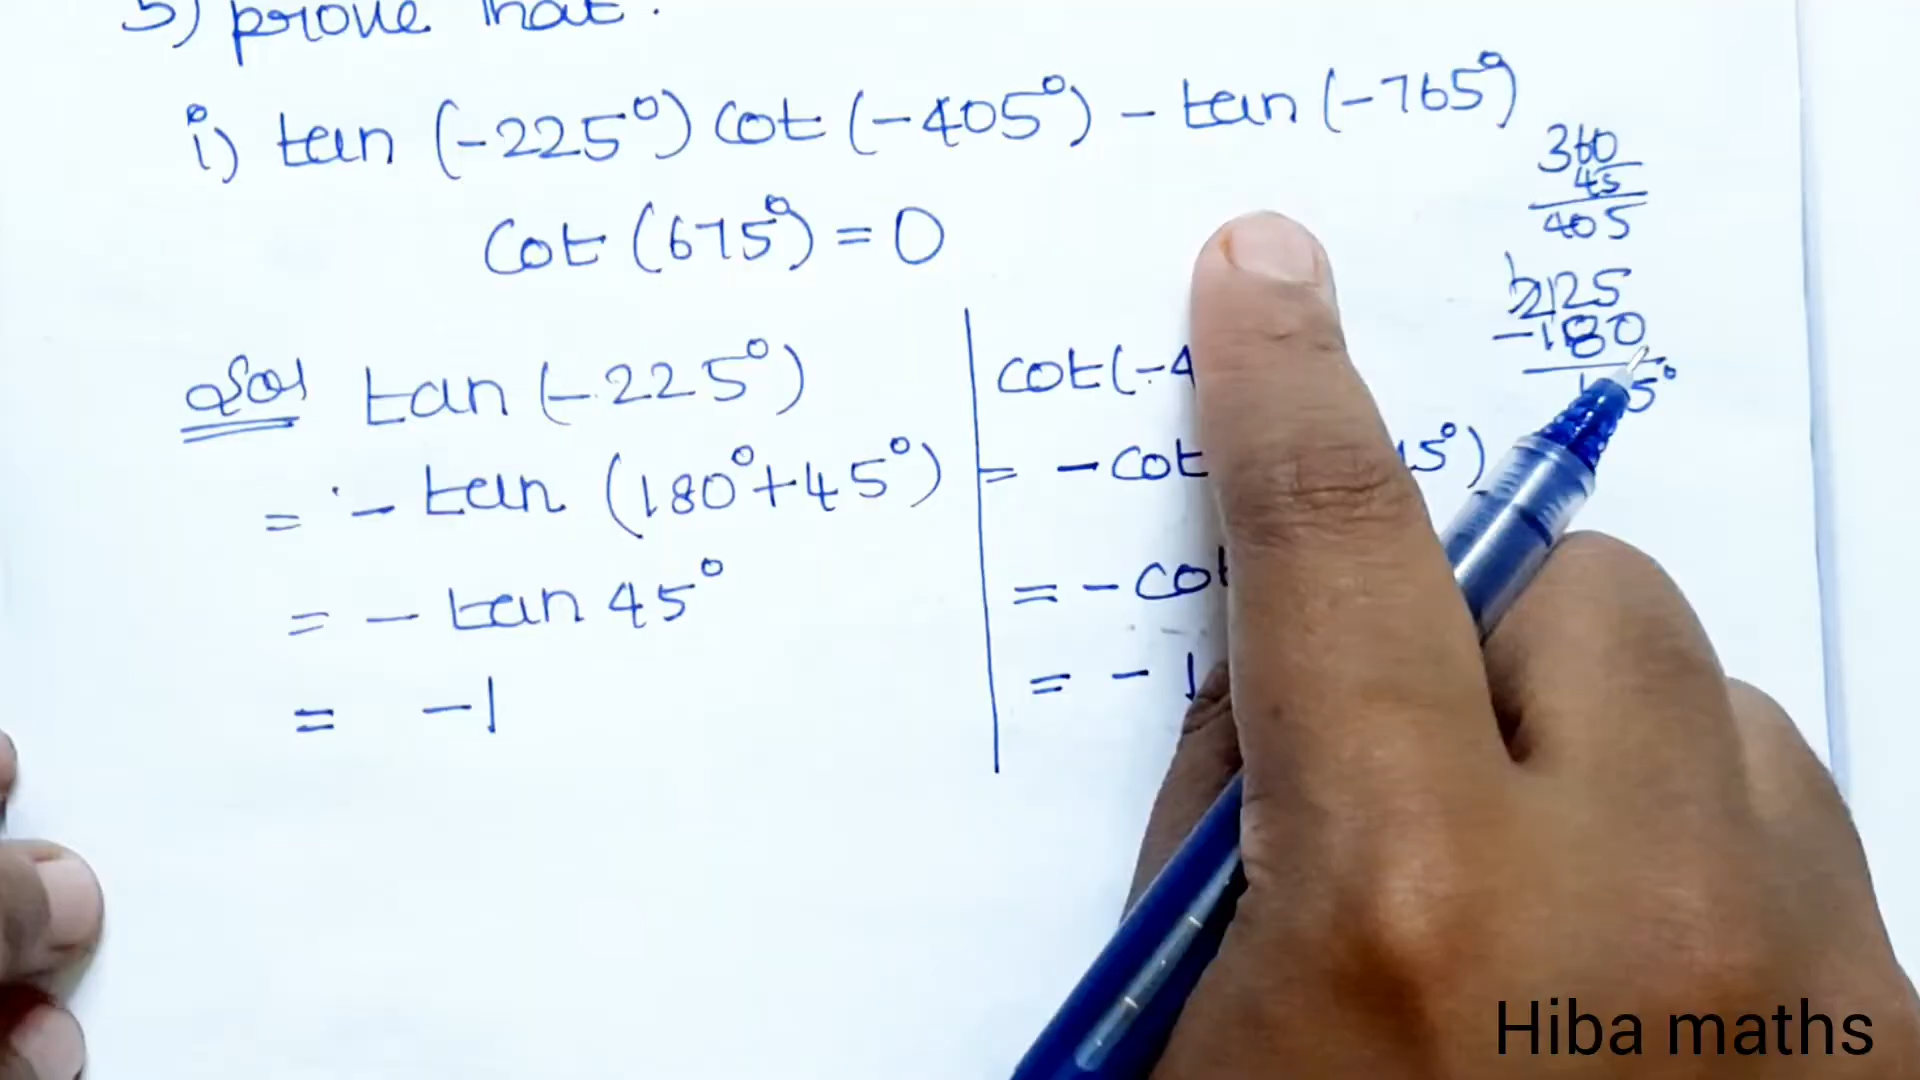 5) prove that :
i) tan (-225°) cot (-405°) - tan (-765°)
cot (675°) = 0
360
45
405
225
-180
5°
Sol tan (-225°)
= - tan (180° + 45°)
= - tan 45°
= -1
cot (-4
= - cot 45°)
= - cot
= - 1
Hiba maths